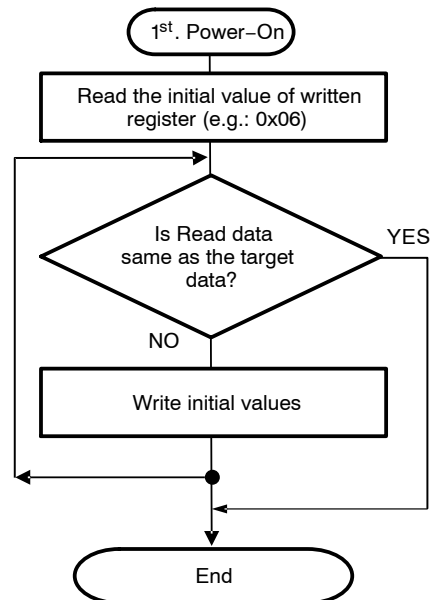 1st. Power−On
Read the initial value of written
register (e.g.: 0x06)
Is Read data
same as the target
data?
YES
NO
Write initial values
End